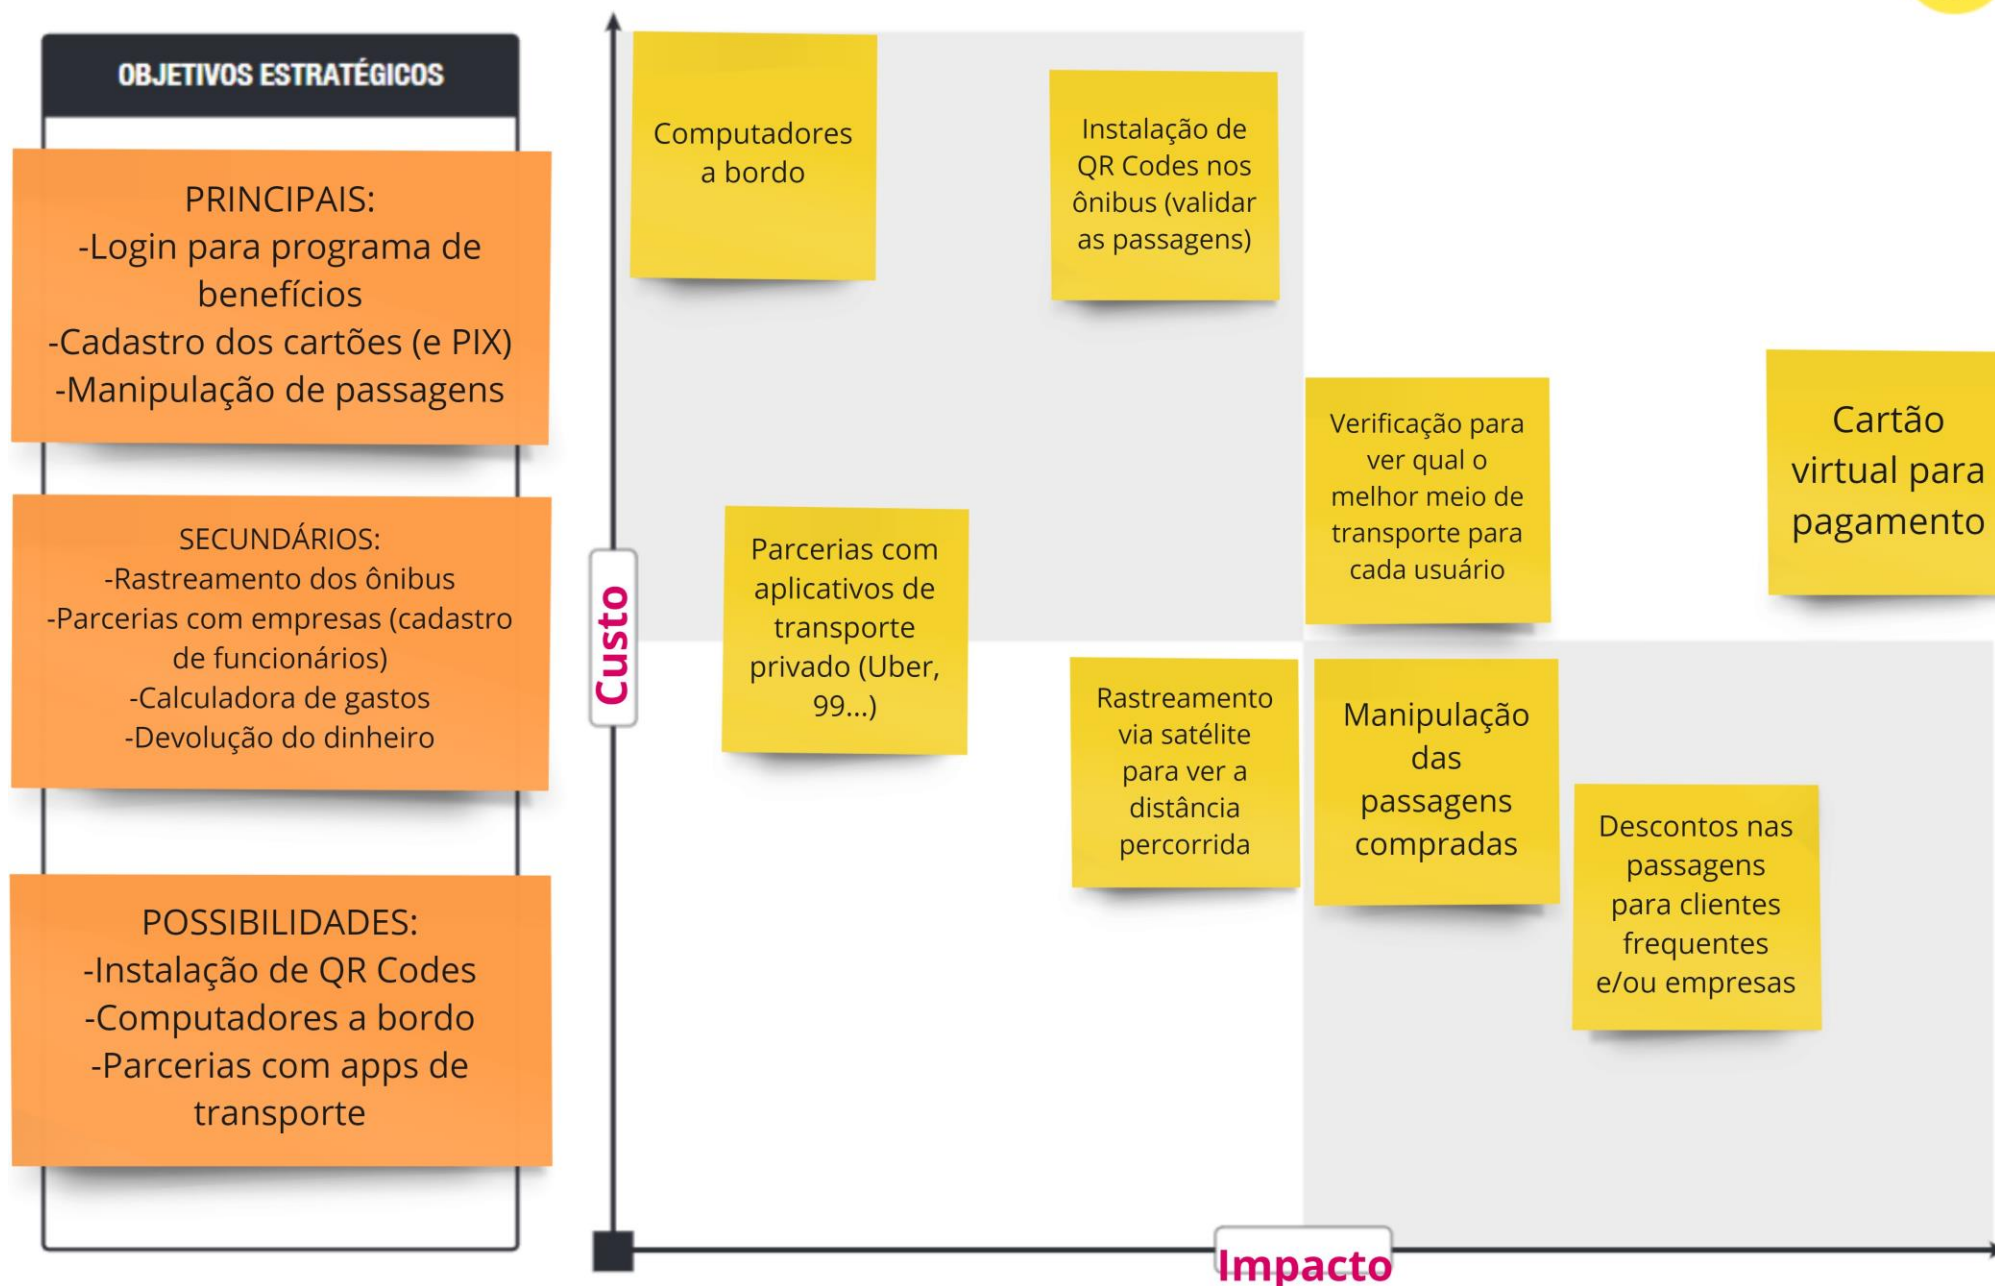 OBJETIVOS ESTRATÉGICOS
PRINCIPAIS:
-Login para programa de
benefícios
-Cadastro dos cartões (e PIX)
-Manipulação de passagens
SECUNDÁRIOS:
-Rastreamento dos ônibus
-Parcerias com empresas (cadastro
de funcionários)
-Calculadora de gastos
-Devolução do dinheiro
POSSIBILIDADES:
-Instalação de QR Codes
-Computadores a bordo
-Parcerias com apps de
transporte
Custo
Computadores
a bordo
Instalação de
QR Codes nos
ônibus (validar
as passagens)
Verificação para
ver qual o
melhor meio de
transporte para
cada usuário
Cartão
virtual para
pagamento
Parcerias com
aplicativos de
transporte
privado (Uber,
99...)
Rastreamento
via satélite
para ver a
distância
percorrida
Manipulação
das
passagens
compradas
Descontos nas
passagens
para clientes
frequentes
e/ou empresas
Impacto